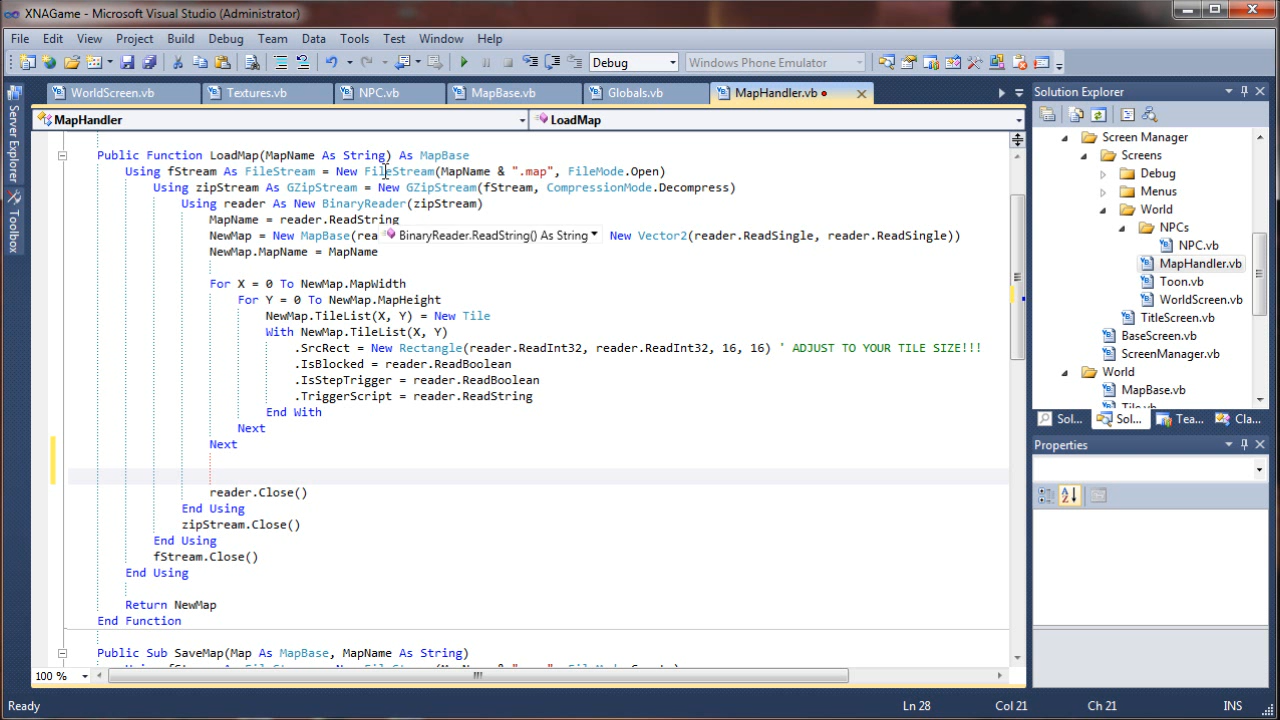 XNAGame - Microsoft Visual Studio (Administrator)
File Edit View Project Build Debug Team Data Tools Test Window Help
Debug Windows Phone Emulator
WorldScreen.vb Textures.vb NPC.vb MapBase.vb Globals.vb MapHandler.vb
MapHandler LoadMap
Server Explorer
Toolbox
Public Function LoadMap(MapName As String) As MapBase
Using fStream As FileStream = New FileStream(MapName & ".map", FileMode.Open)
Using zipStream As GZipStream = New GZipStream(fStream, CompressionMode.Decompress)
Using reader As New BinaryReader(zipStream)
MapName = reader.ReadString
NewMap = New MapBase(rea BinaryReader.ReadString() As String New Vector2(reader.ReadSingle, reader.ReadSingle))
NewMap.MapName = MapName
For X = 0 To NewMap.MapWidth
For Y = 0 To NewMap.MapHeight
NewMap.TileList(X, Y) = New Tile
With NewMap.TileList(X, Y)
.SrcRect = New Rectangle(reader.ReadInt32, reader.ReadInt32, 16, 16) ' ADJUST TO YOUR TILE SIZE!!!
.IsBlocked = reader.ReadBoolean
.IsStepTrigger = reader.ReadBoolean
.TriggerScript = reader.ReadString
End With
Next
Next
reader.Close()
End Using
zipStream.Close()
End Using
fStream.Close()
End Using
Return NewMap
End Function
Public Sub SaveMap(Map As MapBase, MapName As String)
100 %
Solution Explorer
Screen Manager
Screens
Debug
Menus
World
NPCs
NPC.vb
MapHandler.vb
Toon.vb
WorldScreen.vb
TitleScreen.vb
BaseScreen.vb
ScreenManager.vb
World
MapBase.vb
Tile.vb
Sol... Sol... Tea... Cla...
Properties
Ready Ln 28 Col 21 Ch 21 INS